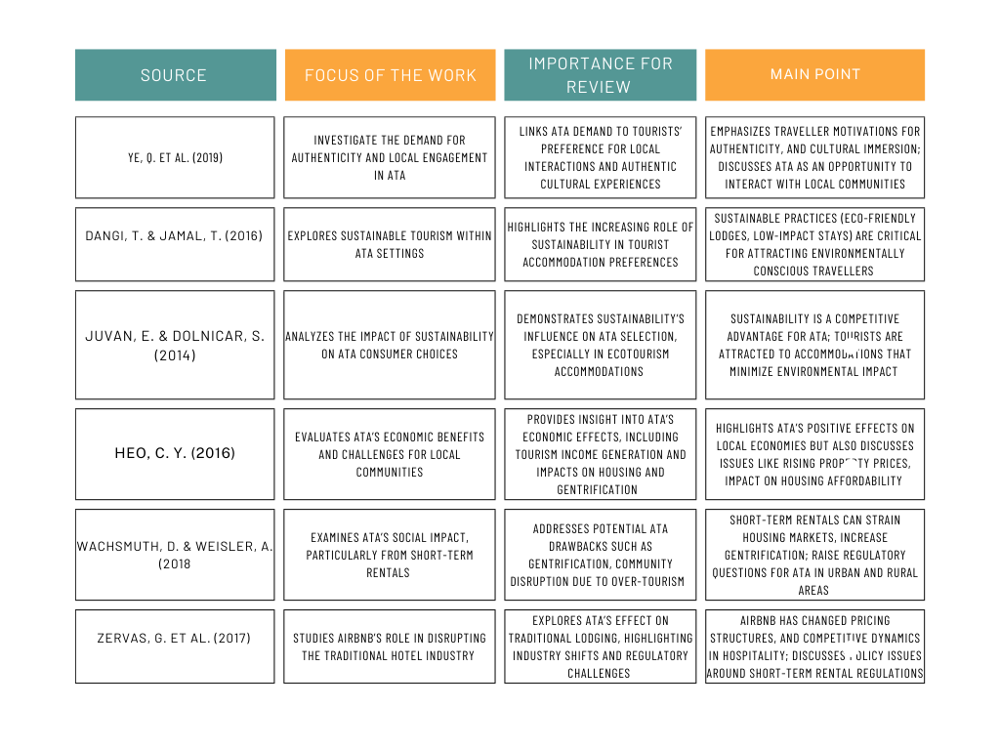 SOURCE
FOCUS OF THE WORK
IMPORTANCE FOR
REVIEW
MAIN POINT
YE, Q. ET AL. (2019)
INVESTIGATE THE DEMAND FOR
AUTHENTICITY AND LOCAL ENGAGEMENT
IN ATA
LINKS ATA DEMAND TO TOURISTS'
PREFERENCE FOR LOCAL
INTERACTIONS AND AUTHENTIC
CULTURAL EXPERIENCES
EMPHASIZES TRAVELLER MOTIVATIONS FOR
AUTHENTICITY, AND CULTURAL IMMERSION;
DISCUSSES ATA AS AN OPPORTUNITY TO
INTERACT WITH LOCAL COMMUNITIES
DANGI, T. & JAMAL, T. (2016)
EXPLORES SUSTAINABLE TOURISM WITHIN
ATA SETTINGS
HIGHLIGHTS THE INCREASING ROLE OF
SUSTAINABILITY IN TOURIST
ACCOMMODATION PREFERENCES
SUSTAINABLE PRACTICES (ECO-FRIENDLY
LODGES, LOW-IMPACT STAYS) ARE CRITICAL
FOR ATTRACTING ENVIRONMENTALLY
CONSCIOUS TRAVELLERS
JUVAN, E. & DOLNICAR, S.
(2014)
ANALYZES THE IMPACT OF SUSTAINABILITY
ON ATA CONSUMER CHOICES
DEMONSTRATES SUSTAINABILITY'S
INFLUENCE ON ATA SELECTION,
ESPECIALLY IN ECOTOURISM
ACCOMMODATIONS
SUSTAINABILITY IS A COMPETITIVE
ADVANTAGE FOR ATA; TOURISTS ARE
ATTRACTED TO ACCOMMODATIONS THAT
MINIMIZE ENVIRONMENTAL IMPACT
HEO, C. Y. (2016)
EVALUATES ATA'S ECONOMIC BENEFITS
AND CHALLENGES FOR LOCAL
COMMUNITIES
PROVIDES INSIGHT INTO ATA'S
ECONOMIC EFFECTS, INCLUDING
TOURISM INCOME GENERATION AND
IMPACTS ON HOUSING AND
GENTRIFICATION
HIGHLIGHTS ATA'S POSITIVE EFFECTS ON
LOCAL ECONOMIES BUT ALSO DISCUSSES
ISSUES LIKE RISING PROPERTY PRICES,
IMPACT ON HOUSING AFFORDABILITY
WACHSMUTH, D. & WEISLER, A.
(2018
EXAMINES ATA'S SOCIAL IMPACT,
PARTICULARLY FROM SHORT-TERM
RENTALS
ADDRESSES POTENTIAL ATA
DRAWBACKS SUCH AS
GENTRIFICATION, COMMUNITY
DISRUPTION DUE TO OVER-TOURISM
SHORT-TERM RENTALS CAN STRAIN
HOUSING MARKETS, INCREASE
GENTRIFICATION; RAISE REGULATORY
QUESTIONS FOR ATA IN URBAN AND RURAL
AREAS
ZERVAS, G. ET AL. (2017)
STUDIES AIRBNB'S ROLE IN DISRUPTING
THE TRADITIONAL HOTEL INDUSTRY
EXPLORES ATA'S EFFECT ON
TRADITIONAL LODGING, HIGHLIGHTING
INDUSTRY SHIFTS AND REGULATORY
CHALLENGES
AIRBNB HAS CHANGED PRICING
STRUCTURES, AND COMPETITIVE DYNAMICS
IN HOSPITALITY; DISCUSSES POLICY ISSUES
AROUND SHORT-TERM RENTAL REGULATIONS